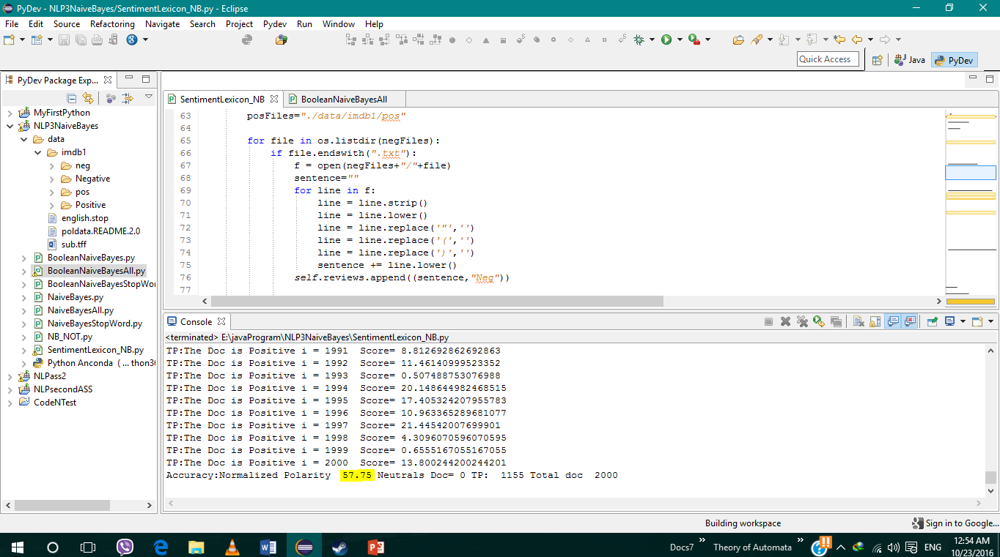 PyDev - NLP3NaiveBayes/SentimentLexicon_NB.py - Eclipse
File Edit Source Refactoring Navigate Search Project Pydev Run Window Help
Quick Access
Java
PyDev
PyDev Package Exp...
MyFirstPython
NLP3NaiveBayes
data
imdb1
neg
Negative
pos
Positive
english.stop
poldata.README.2.0
sub.tff
BooleanNaiveBayes.py
BooleanNaiveBayesAll.py
BooleanNaiveBayesStopWor
NaiveBayes.py
NaiveBayesAll.py
NaiveBayesStopWord.py
NB_NOT.py
SentimentLexicon_NB.py
Python Anconda ( ... thon36
NLPass2
NLPsecondASS
CodeNTest
SentimentLexicon_NB
BooleanNaiveBayesAll
63 posFiles="./data/imdb1/pos"
64
65 for file in os.listdir(negFiles):
66 if file.endswith(".txt"):
67 f = open(negFiles+"/"+file)
68 sentence=""
69 for line in f:
70 line = line.strip()
71 line = line.lower()
72 line = line.replace('"','')
73 line = line.replace('(','')
74 line = line.replace(')','')
75 sentence += line.lower()
76 self.reviews.append((sentence,"Neg"))
77
Console
<terminated> E:\javaProgram\NLP3NaiveBayes\SentimentLexicon_NB.py
TP:The Doc is Positive i = 1991 Score= 8.812692862692863
TP:The Doc is Positive i = 1992 Score= 11.46140999523352
TP:The Doc is Positive i = 1993 Score= 0.507488753076988
TP:The Doc is Positive i = 1994 Score= 20.148644982468515
TP:The Doc is Positive i = 1995 Score= 17.405324207955783
TP:The Doc is Positive i = 1996 Score= 10.963365289681077
TP:The Doc is Positive i = 1997 Score= 21.44542007699901
TP:The Doc is Positive i = 1998 Score= 4.3096070596070595
TP:The Doc is Positive i = 1999 Score= 0.6555167055167055
TP:The Doc is Positive i = 2000 Score= 13.800244200244201
Accuracy:Normalized Polarity 57.75 Neutrals Doc= 0 TP: 1155 Total doc 2000
Building workspace
Sign in to Google...
Docs7
Theory of Automata
ENG
12:54 AM
10/23/2016